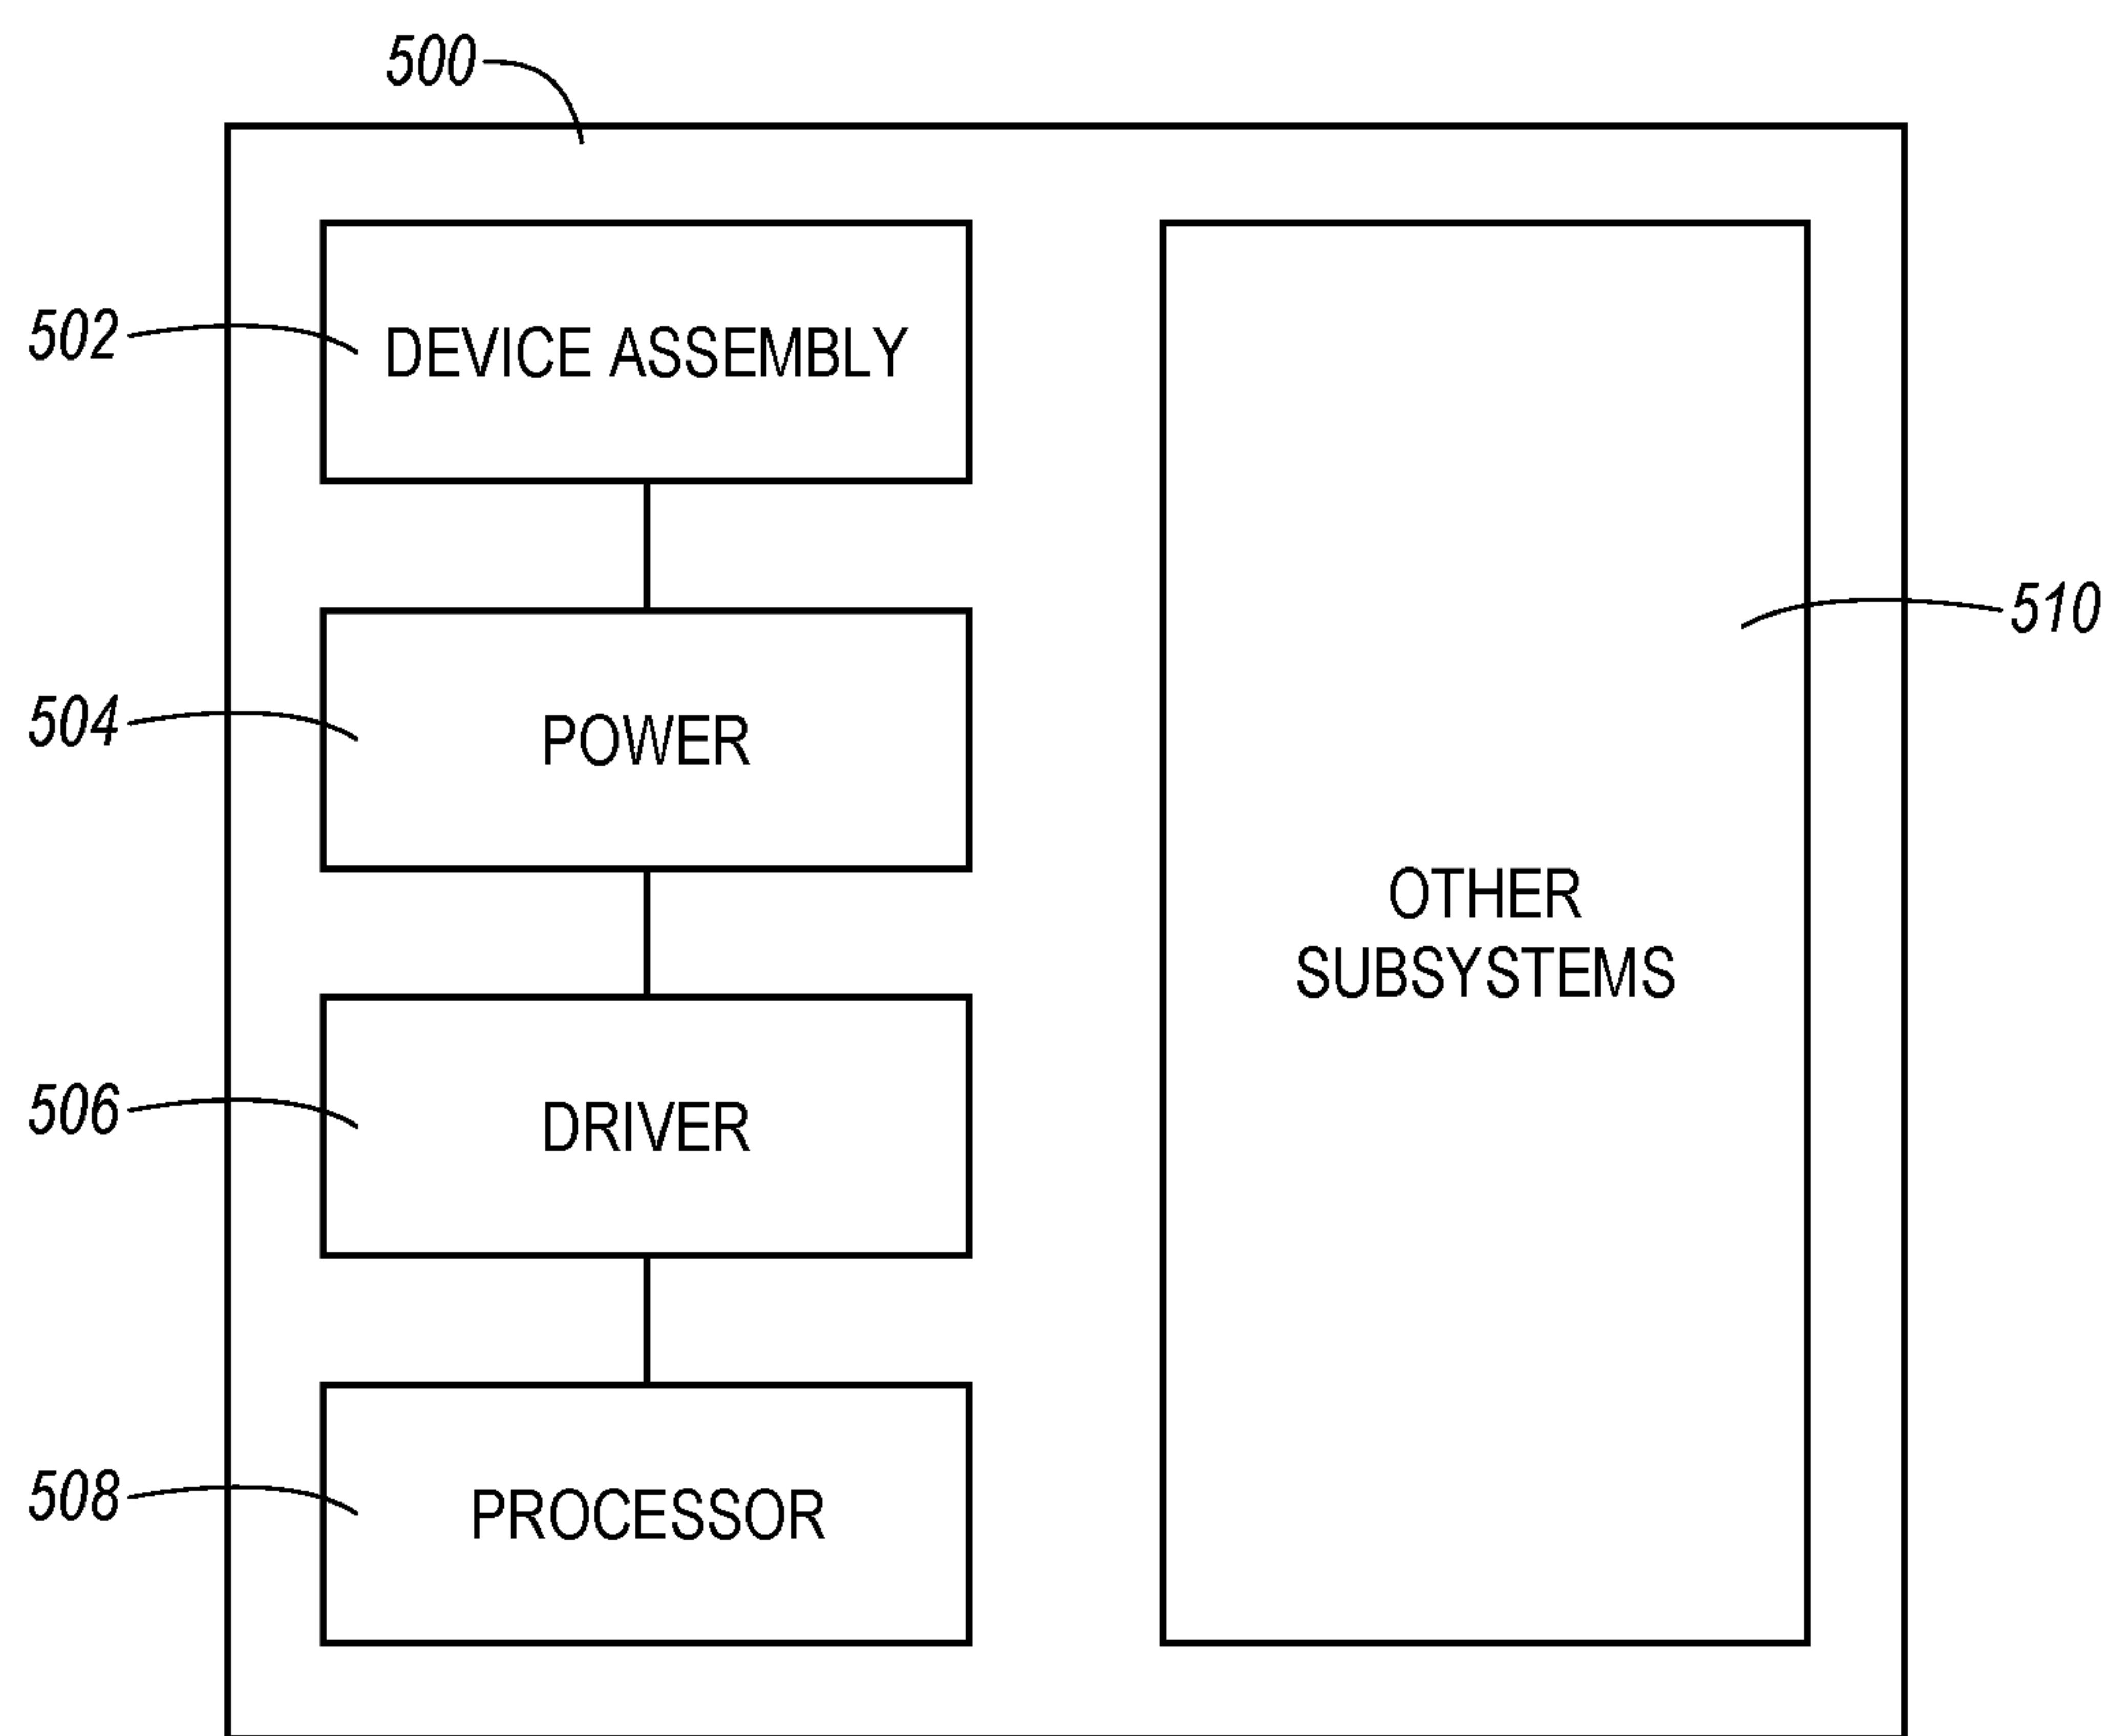 500
502
DEVICE ASSEMBLY
504
POWER
506
DRIVER
508
PROCESSOR
OTHER
SUBSYSTEMS
510